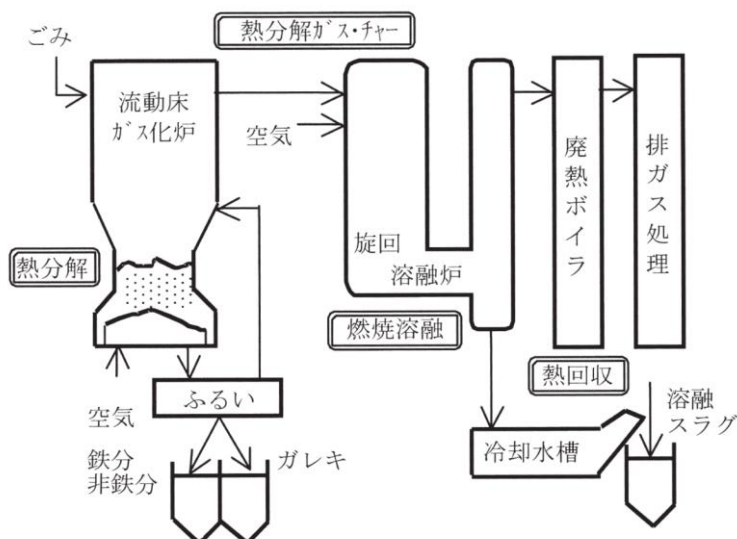 ごみ
熱分解ｶﾞｽ・チャー
流動床
ｶﾞｽ化炉
空気
廃熱ボイラ
排ガス処理
熱分解
旋回
溶融炉
燃焼溶融
熱回収
ふるい
空気
鉄分
非鉄分
ガレキ
冷却水槽
溶融
スラグ